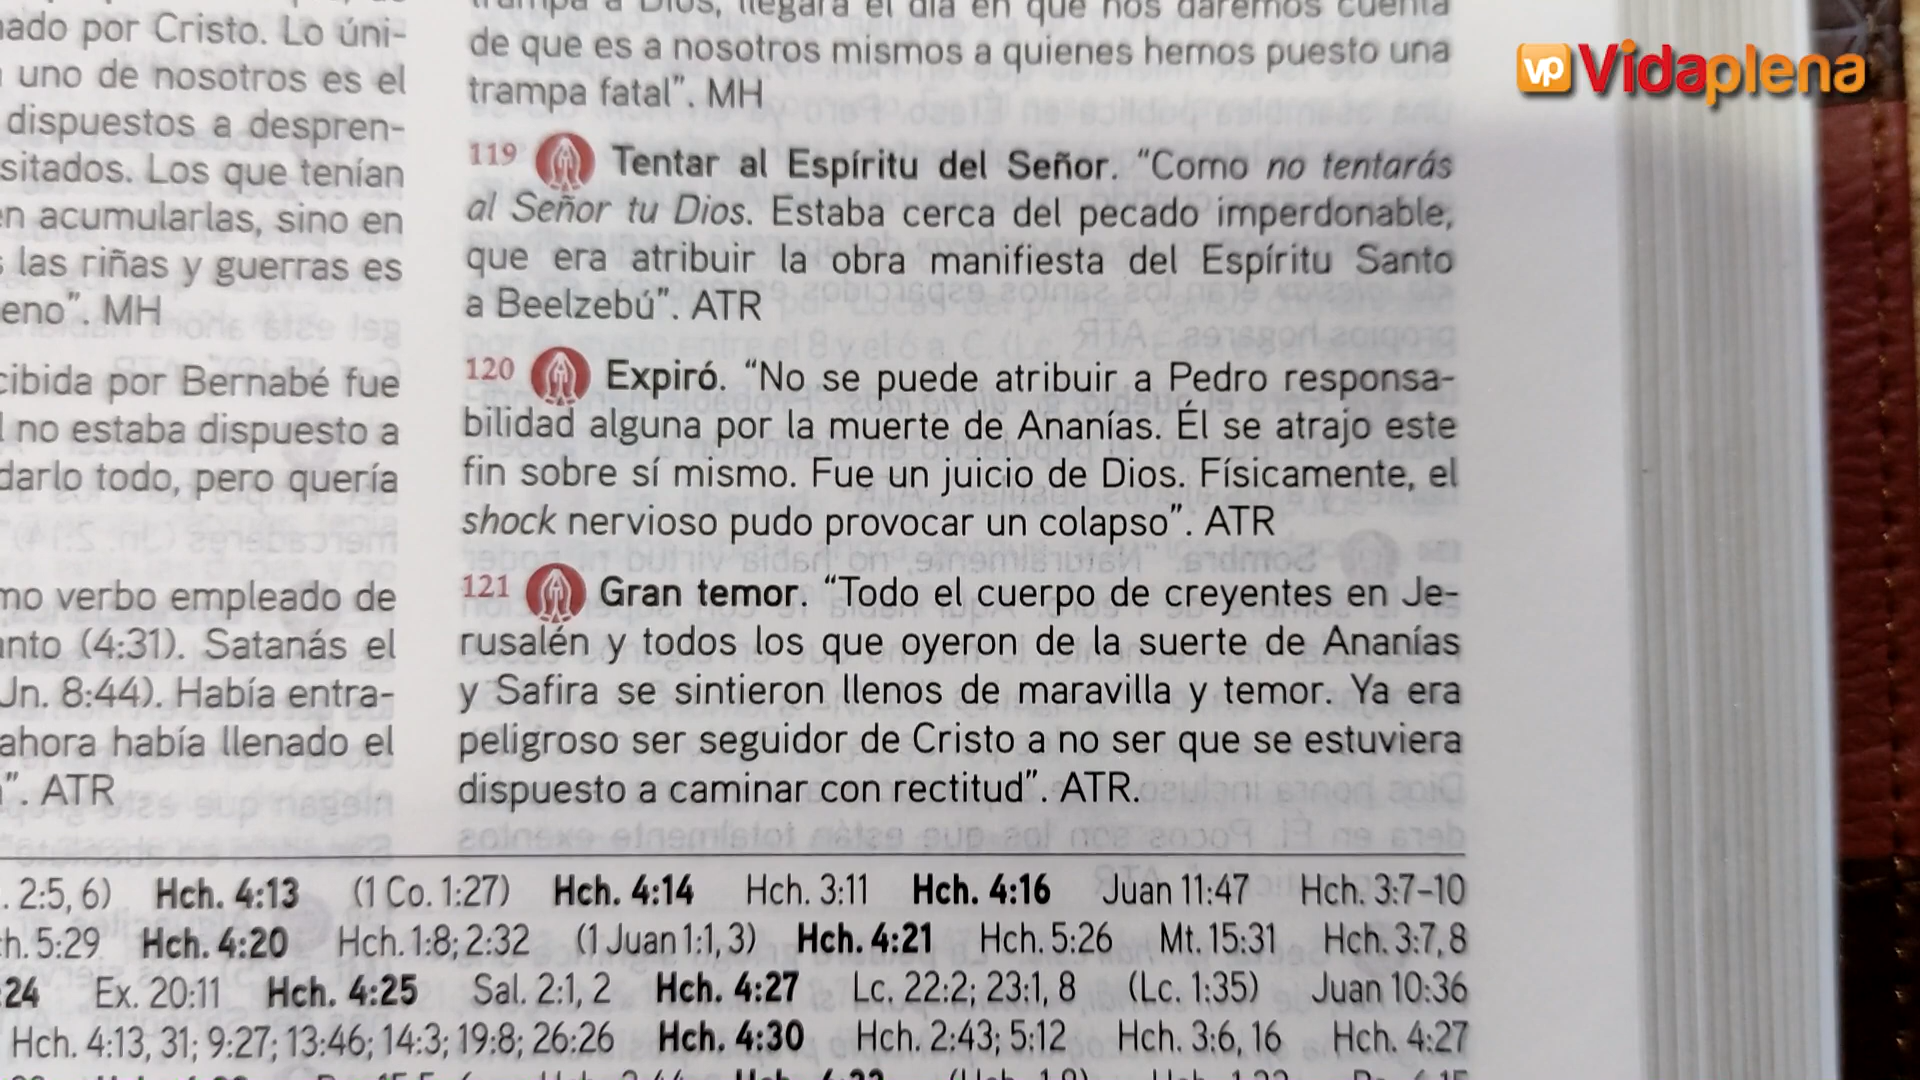 ado por Cristo. Lo úni-
uno de nosotros es el
dispuestos a despren-
sitados. Los que tenían
en acumularlas, sino en
las riñas y guerras es
eno”. MH
cibida por Bernabé fue
no estaba dispuesto a
darlo todo, pero quería
mo verbo empleado de
anto (4:31). Satanás el
Jn. 8:44). Había entra-
ahora había llenado el
”. ATR
trampa a Dios, llegará el día en que nos daremos cuenta
de que es a nosotros mismos a quienes hemos puesto una
trampa fatal”. MH
119 Tentar al Espíritu del Señor. “Como no tentarás
al Señor tu Dios. Estaba cerca del pecado imperdonable,
que era atribuir la obra manifiesta del Espíritu Santo
a Beelzebú”. ATR
120 Expiró. “No se puede atribuir a Pedro responsa-
bilidad alguna por la muerte de Ananías. Él se atrajo este
fin sobre sí mismo. Fue un juicio de Dios. Físicamente, el
shock nervioso pudo provocar un colapso”. ATR
121 Gran temor. “Todo el cuerpo de creyentes en Je-
rusalén y todos los que oyeron de la suerte de Ananías
y Safira se sintieron llenos de maravilla y temor. Ya era
peligroso ser seguidor de Cristo a no ser que se estuviera
dispuesto a caminar con rectitud”. ATR.
. 2:5, 6) Hch. 4:13 (1 Co. 1:27) Hch. 4:14 Hch. 3:11 Hch. 4:16 Juan 11:47 Hch. 3:7–10
h. 5:29 Hch. 4:20 Hch. 1:8; 2:32 (1 Juan 1:1, 3) Hch. 4:21 Hch. 5:26 Mt. 15:31 Hch. 3:7, 8
:24 Ex. 20:11 Hch. 4:25 Sal. 2:1, 2 Hch. 4:27 Lc. 22:2; 23:1, 8 (Lc. 1:35) Juan 10:36
Hch. 4:13, 31; 9:27; 13:46; 14:3; 19:8; 26:26 Hch. 4:30 Hch. 2:43; 5:12 Hch. 3:6, 16 Hch. 4:27
vp Vidaplena